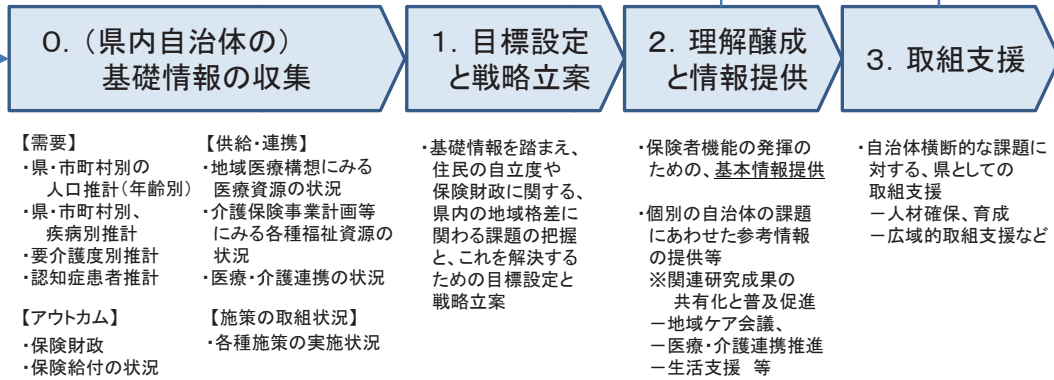 0.（県内自治体の）
基礎情報の収集
【需要】
・県・市町村別の
人口推計（年齢別）
・県・市町村別、
疾病別推計
・要介護度別推計
・認知症患者推計
【アウトカム】
・保険財政
・保険給付の状況
【供給・連携】
・地域医療構想にみる
医療資源の状況
・介護保険事業計画等
にみる各種福祉資源の
状況
・医療・介護連携の状況
【施策の取組状況】
・各種施策の実施状況
1．目標設定
と戦略立案
・基礎情報を踏まえ、
住民の自立度や
保険財政に関する、
県内の地域格差に
関わる課題の把握
と、これを解決する
ための目標設定と
戦略立案
2．理解醸成
と情報提供
・保険者機能の発揮の
ための、基本情報提供
・個別の自治体の課題
にあわせた参考情報
の提供等
※関連研究成果の
共有化と普及促進
－地域ケア会議、
－医療・介護連携推進
－生活支援 等
3．取組支援
・自治体横断的な課題に
対する、県としての
取組支援
－人材確保、育成
－広域的取組支援など